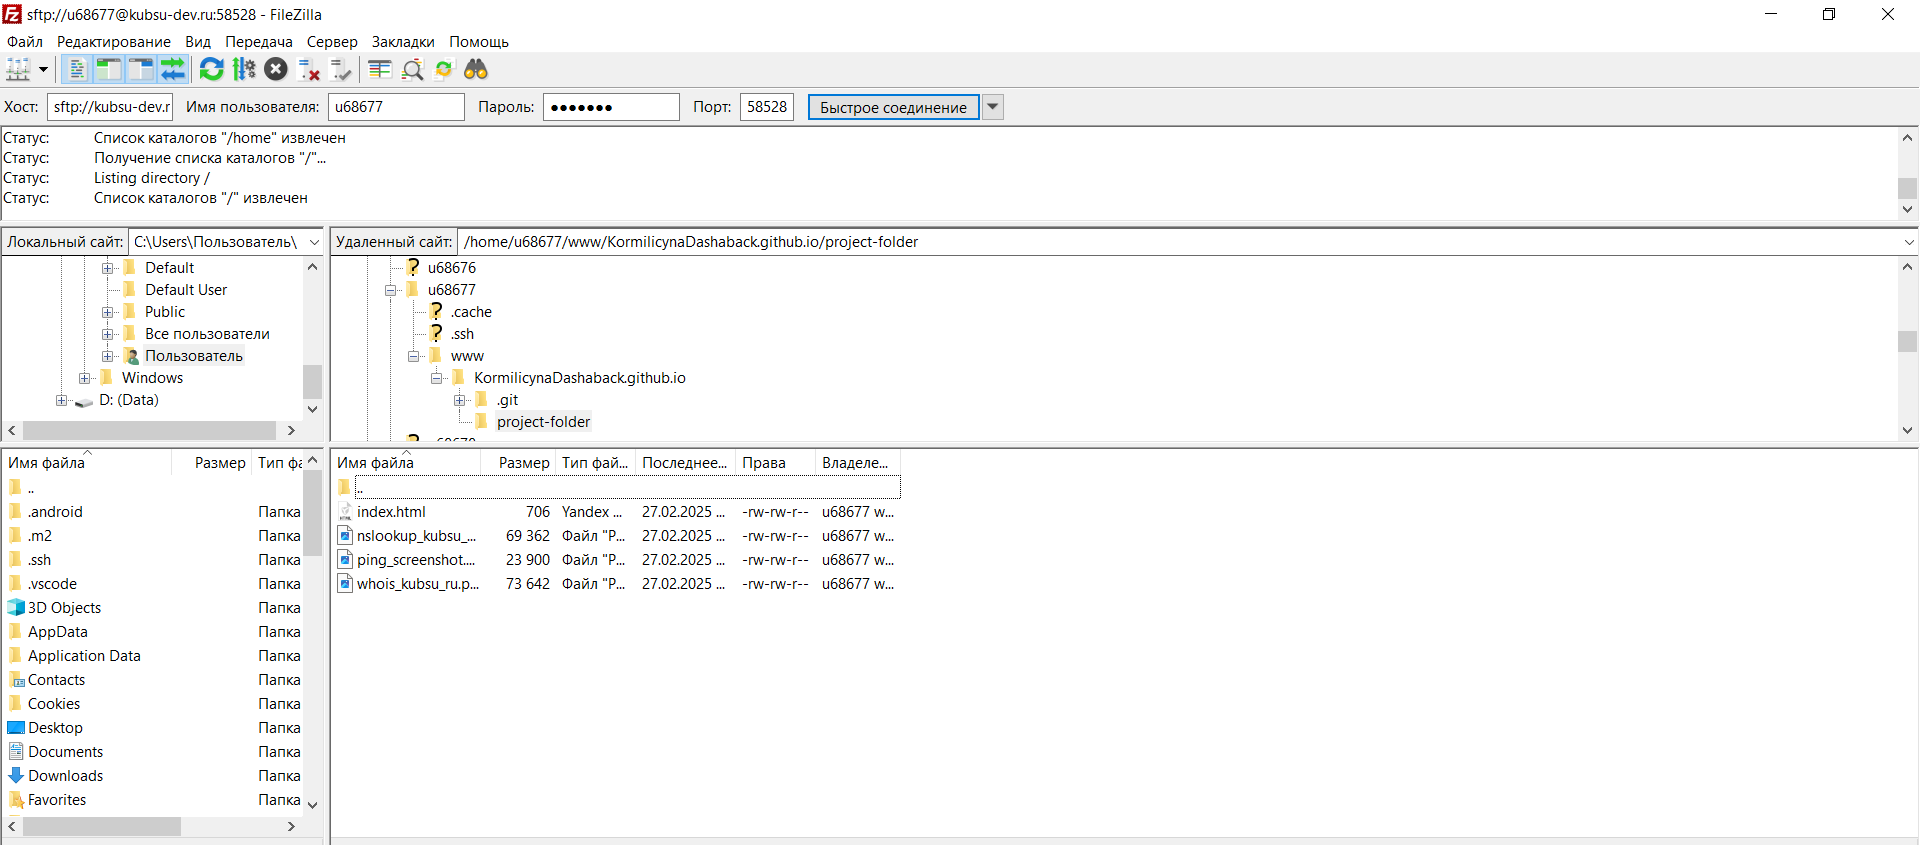 sftp://u68677@kubsu-dev.ru:58528 - FileZilla
Файл Редактирование Вид Передача Сервер Закладки Помощь
Хост: sftp://kubsu-dev.r Имя пользователя: u68677 Пароль: ●●●●●●● Порт: 58528 Быстрое соединение
Статус: Список каталогов "/home" извлечен
Статус: Получение списка каталогов "/"...
Статус: Listing directory /
Статус: Список каталогов "/" извлечен
Локальный сайт: C:\Users\Пользователь\
Default
Default User
Public
Все пользователи
Пользователь
Windows
D: (Data)
Удаленный сайт: /home/u68677/www/KormilicynaDashaback.github.io/project-folder
u68676
u68677
.cache
.ssh
www
KormilicynaDashaback.github.io
.git
project-folder
Имя файла Размер Тип фа
..
.android Папка
.m2 Папка
.ssh Папка
.vscode Папка
3D Objects Папка
AppData Папка
Application Data Папка
Contacts Папка
Cookies Папка
Desktop Папка
Documents Папка
Downloads Папка
Favorites Папка
Имя файла Размер Тип фай... Последнее... Права Владеле...
..
index.html 706 Yandex ... 27.02.2025 ... -rw-rw-r-- u68677 w...
nslookup_kubsu_... 69 362 Файл "P... 27.02.2025 ... -rw-rw-r-- u68677 w...
ping_screenshot.... 23 900 Файл "P... 27.02.2025 ... -rw-rw-r-- u68677 w...
whois_kubsu_ru.p... 73 642 Файл "P... 27.02.2025 ... -rw-rw-r-- u68677 w...